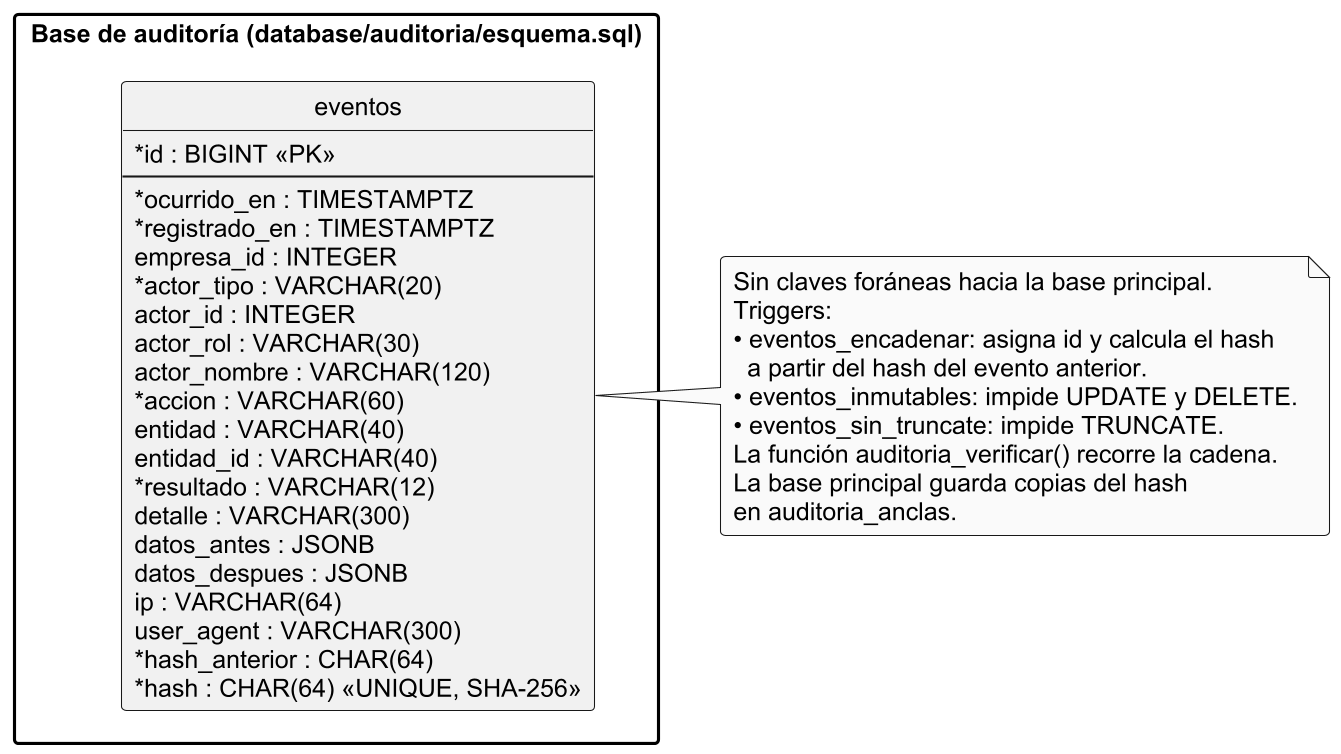 Base de auditoría (database/auditoria/esquema.sql)
eventos
*id : BIGINT «PK»
*ocurrido_en : TIMESTAMPTZ
*registrado_en : TIMESTAMPTZ
empresa_id : INTEGER
*actor_tipo : VARCHAR(20)
actor_id : INTEGER
actor_rol : VARCHAR(30)
actor_nombre : VARCHAR(120)
*accion : VARCHAR(60)
entidad : VARCHAR(40)
entidad_id : VARCHAR(40)
*resultado : VARCHAR(12)
detalle : VARCHAR(300)
datos_antes : JSONB
datos_despues : JSONB
ip : VARCHAR(64)
user_agent : VARCHAR(300)
*hash_anterior : CHAR(64)
*hash : CHAR(64) «UNIQUE, SHA-256»
Sin claves foráneas hacia la base principal.
Triggers:
• eventos_encadenar: asigna id y calcula el hash
a partir del hash del evento anterior.
• eventos_inmutables: impide UPDATE y DELETE.
• eventos_sin_truncate: impide TRUNCATE.
La función auditoria_verificar() recorre la cadena.
La base principal guarda copias del hash
en auditoria_anclas.